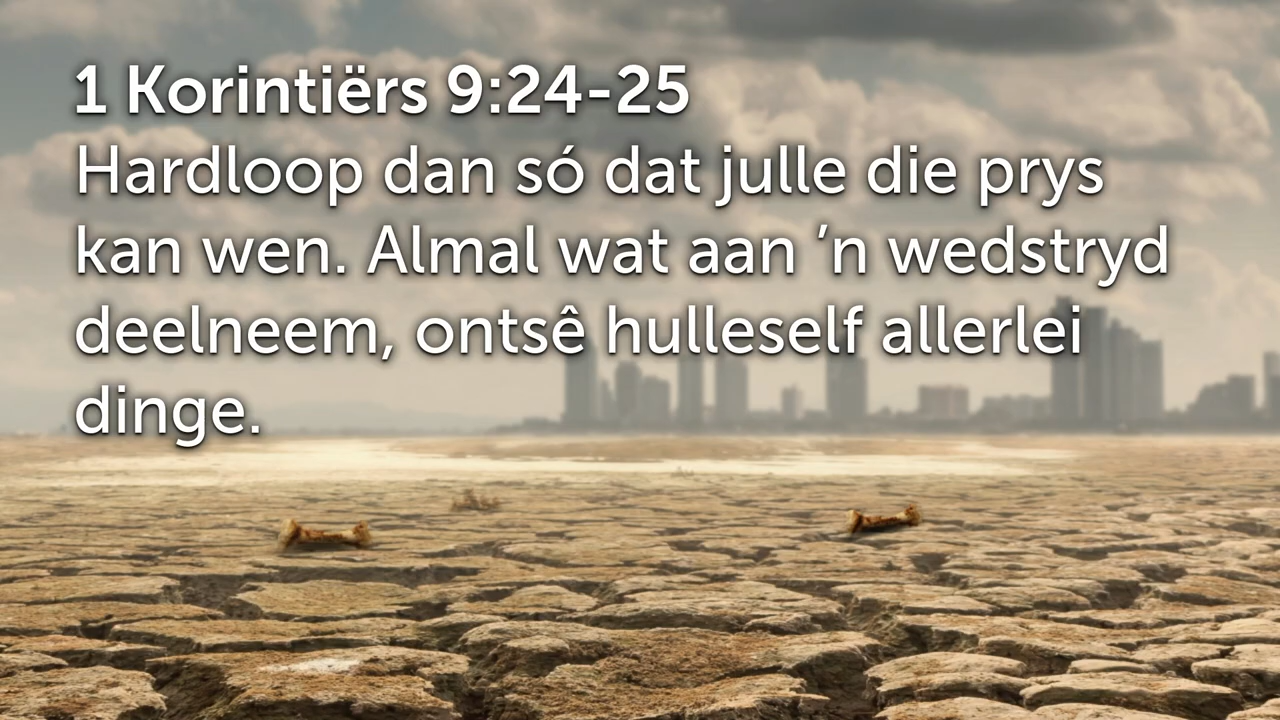 1 Korintiërs 9:24-25
Hardloop dan só dat julle die prys
kan wen. Almal wat aan ’n wedstryd
deelneem, ontsê hulleself allerlei
dinge.